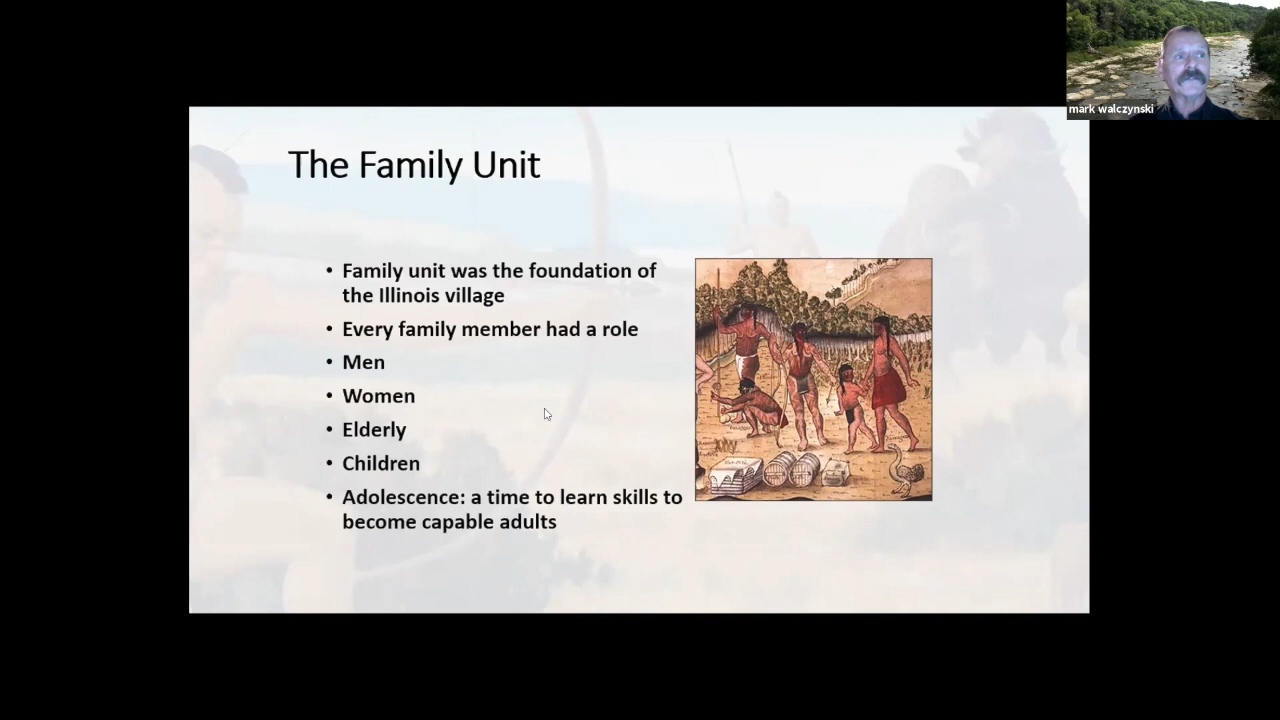 mark walczynski
The Family Unit
• Family unit was the foundation of
the Illinois village
• Every family member had a role
• Men
• Women
• Elderly
• Children
• Adolescence: a time to learn skills to
become capable adults